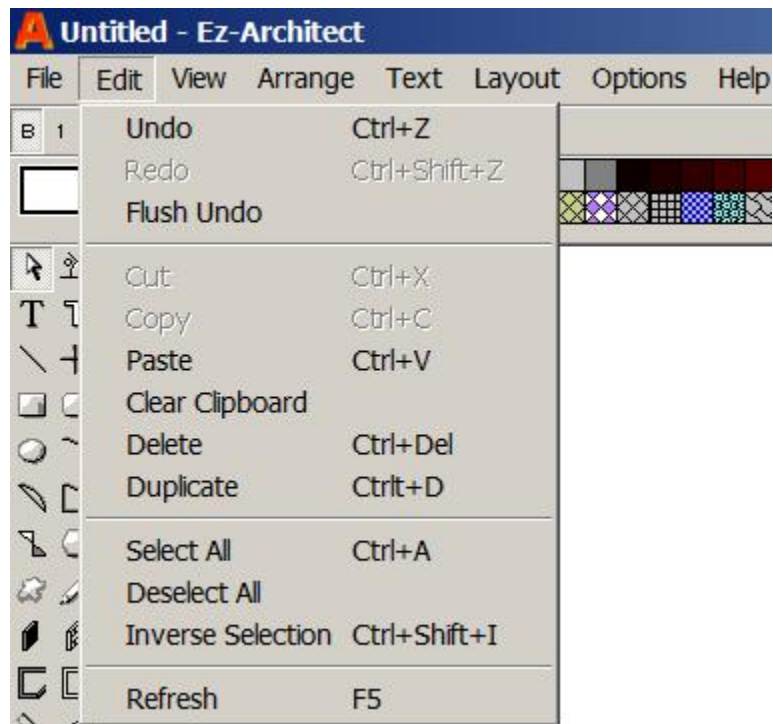 Untitled - Ez-Architect
File Edit View Arrange Text Layout Options Help
B 1
Undo Ctrl+Z
Redo Ctrl+Shift+Z
Flush Undo
Cut Ctrl+X
Copy Ctrl+C
Paste Ctrl+V
Clear Clipboard
Delete Ctrl+Del
Duplicate Ctrlt+D
Select All Ctrl+A
Deselect All
Inverse Selection Ctrl+Shift+I
Refresh F5